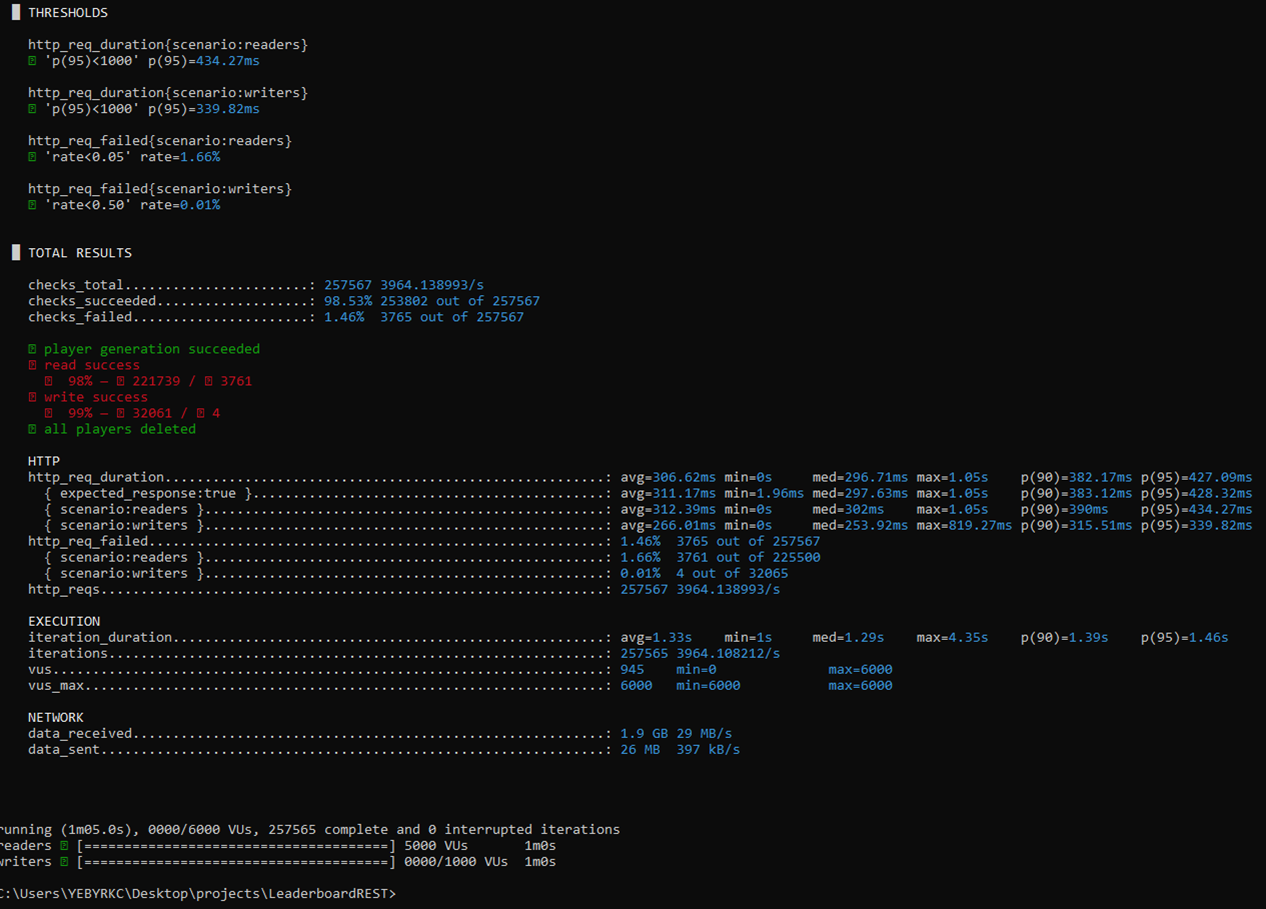 █ THRESHOLDS
http_req_duration{scenario:readers}
'p(95)<1000' p(95)=434.27ms
http_req_duration{scenario:writers}
'p(95)<1000' p(95)=339.82ms
http_req_failed{scenario:readers}
'rate<0.05' rate=1.66%
http_req_failed{scenario:writers}
'rate<0.50' rate=0.01%
█ TOTAL RESULTS
checks_total.......................: 257567 3964.138993/s
checks_succeeded...................: 98.53% 253802 out of 257567
checks_failed......................: 1.46%  3765 out of 257567
player generation succeeded
read success
98% — 221739 / 3761
write success
99% — 32061 / 4
all players deleted
HTTP
http_req_duration.......................................................: avg=306.62ms min=0s     med=296.71ms max=1.05s    p(90)=382.17ms p(95)=427.09ms
{ expected_response:true }............................................: avg=311.17ms min=1.96ms med=297.63ms max=1.05s    p(90)=383.12ms p(95)=428.32ms
{ scenario:readers }..................................................: avg=312.39ms min=0s     med=302ms    max=1.05s    p(90)=390ms    p(95)=434.27ms
{ scenario:writers }..................................................: avg=266.01ms min=0s     med=253.92ms max=819.27ms p(90)=315.51ms p(95)=339.82ms
http_req_failed.........................................................: 1.46%  3765 out of 257567
{ scenario:readers }..................................................: 1.66%  3761 out of 225500
{ scenario:writers }..................................................: 0.01%  4 out of 32065
http_reqs...............................................................: 257567 3964.138993/s
EXECUTION
iteration_duration......................................................: avg=1.33s    min=1s     med=1.29s    max=4.35s    p(90)=1.39s    p(95)=1.46s
iterations..............................................................: 257565 3964.108212/s
vus.....................................................................: 945    min=0              max=6000
vus_max.................................................................: 6000   min=6000           max=6000
NETWORK
data_received...........................................................: 1.9 GB 29 MB/s
data_sent...............................................................: 26 MB  397 kB/s
running (1m05.0s), 0000/6000 VUs, 257565 complete and 0 interrupted iterations
readers [======================================] 5000 VUs       1m0s
writers [======================================] 0000/1000 VUs  1m0s
C:\Users\YEBYRKC\Desktop\projects\LeaderboardREST>